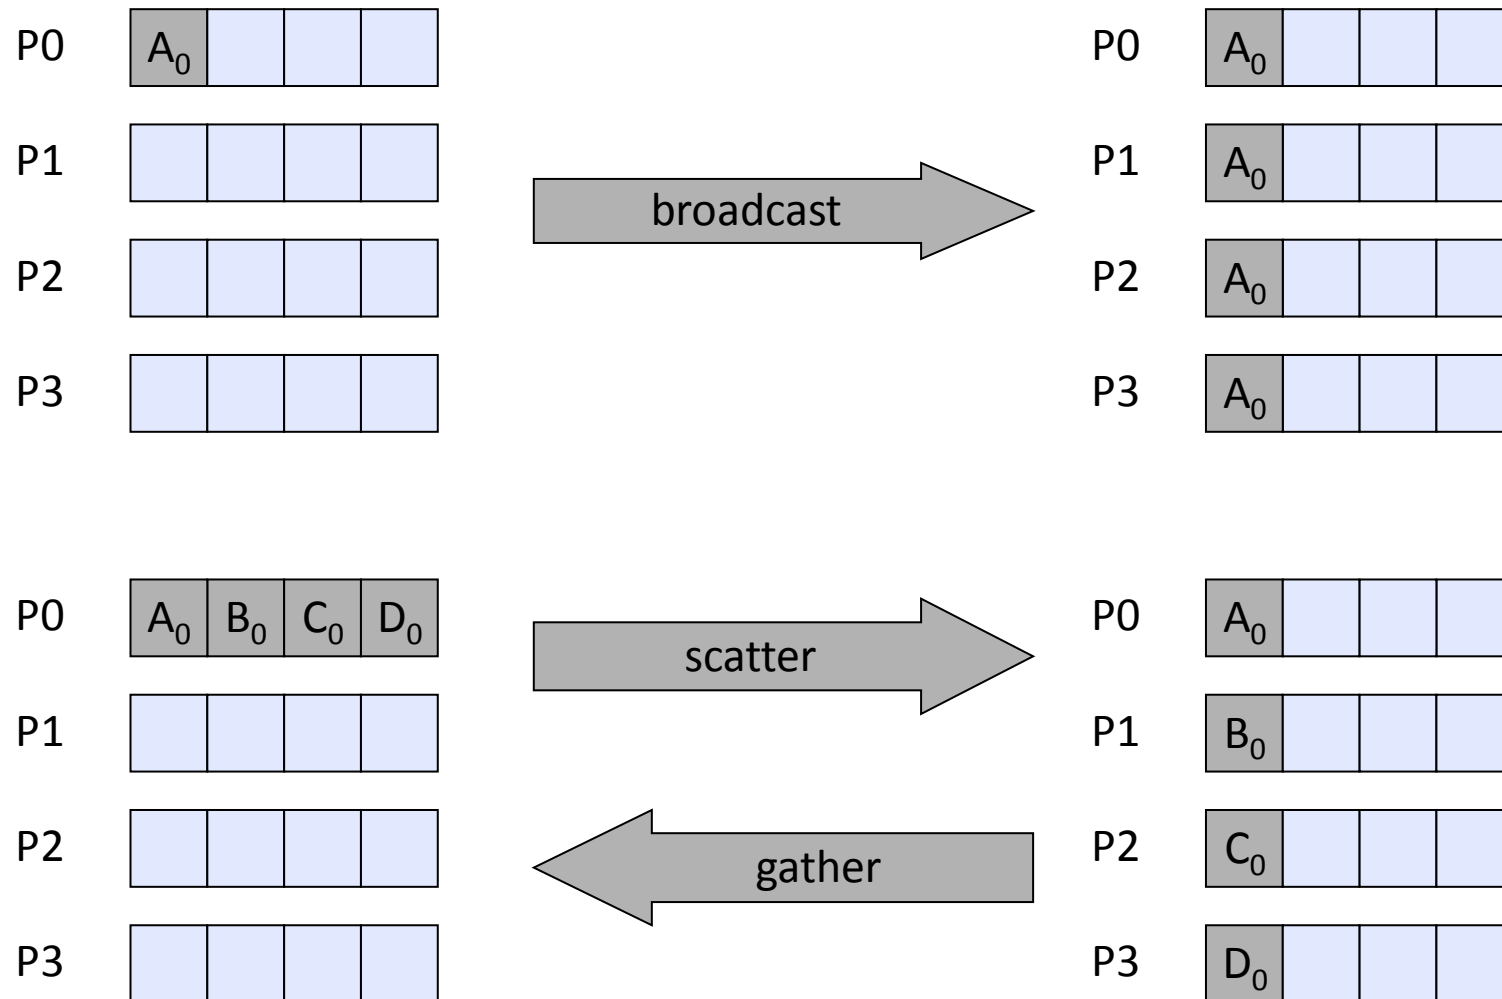 P0 A₀ P0 A₀
P1 P1 A₀
broadcast
P2 P2 A₀
P3 P3 A₀
P0 A₀ B₀ C₀ D₀ scatter P0 A₀
P1 P1 B₀
P2 gather P2 C₀
P3 P3 D₀